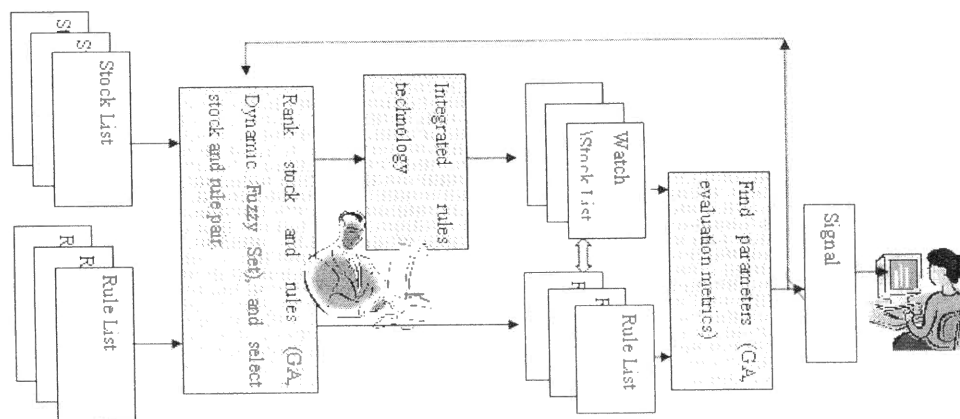 St
S
Stock List
R
R
Rule List
Rank stock and rules (GA,
Dynamic Fuzzy Set), and select
stock and rule pair.
Integrated rules
technology
Watch
\Stock List
R
R
Rule List
Find parameters (GA,
evaluation metrics)
Signal